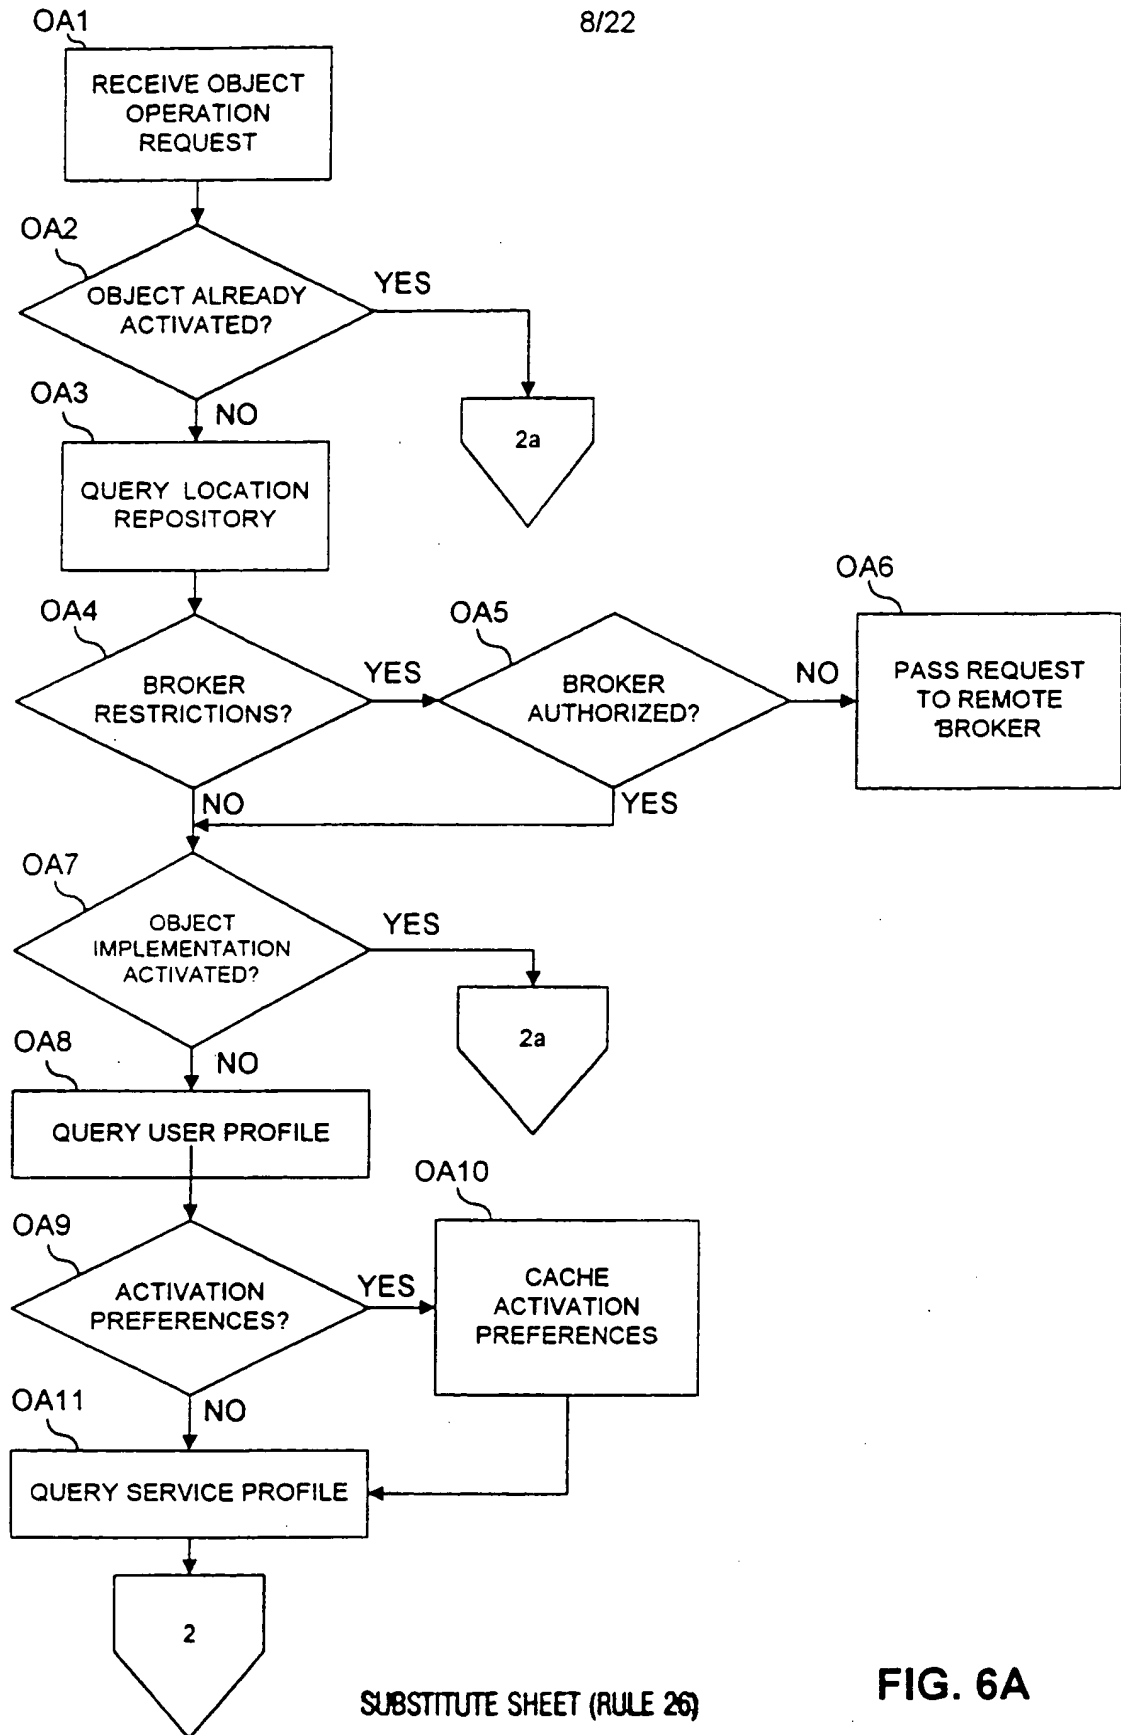 OA1
8/22
RECEIVE OBJECT
OPERATION
REQUEST
OA2
OBJECT ALREADY
ACTIVATED?
YES
2a
NO
OA3
QUERY LOCATION
REPOSITORY
OA4
BROKER
RESTRICTIONS?
YES
NO
OA5
BROKER
AUTHORIZED?
NO
YES
OA6
PASS REQUEST
TO REMOTE
BROKER
OA7
OBJECT
IMPLEMENTATION
ACTIVATED?
YES
2a
NO
OA8
QUERY USER PROFILE
OA9
ACTIVATION
PREFERENCES?
YES
OA10
CACHE
ACTIVATION
PREFERENCES
NO
OA11
QUERY SERVICE PROFILE
2
SUBSTITUTE SHEET (RULE 26)
FIG. 6A